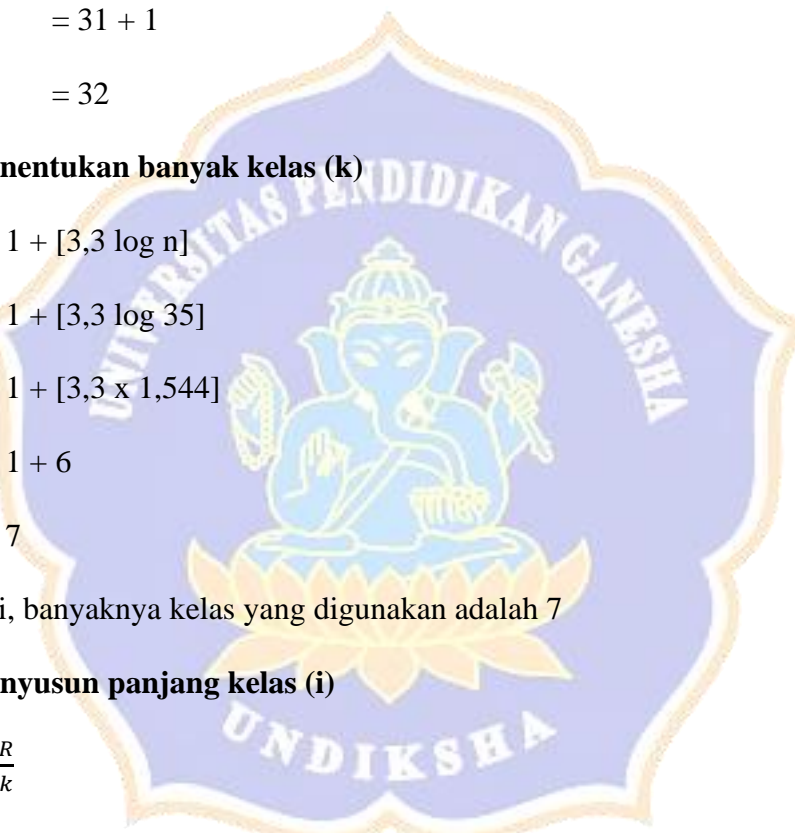 = 31 + 1
= 32
nentukan banyak kelas (k)
1 + [3,3 log n]
1 + [3,3 log 35]
1 + [3,3 x 1,544]
1 + 6
7
i, banyaknya kelas yang digunakan adalah 7
nyusun panjang kelas (i)
R
k
UNIVERSITAS PENDIDIKAN GANESHA
UNDIKSHA